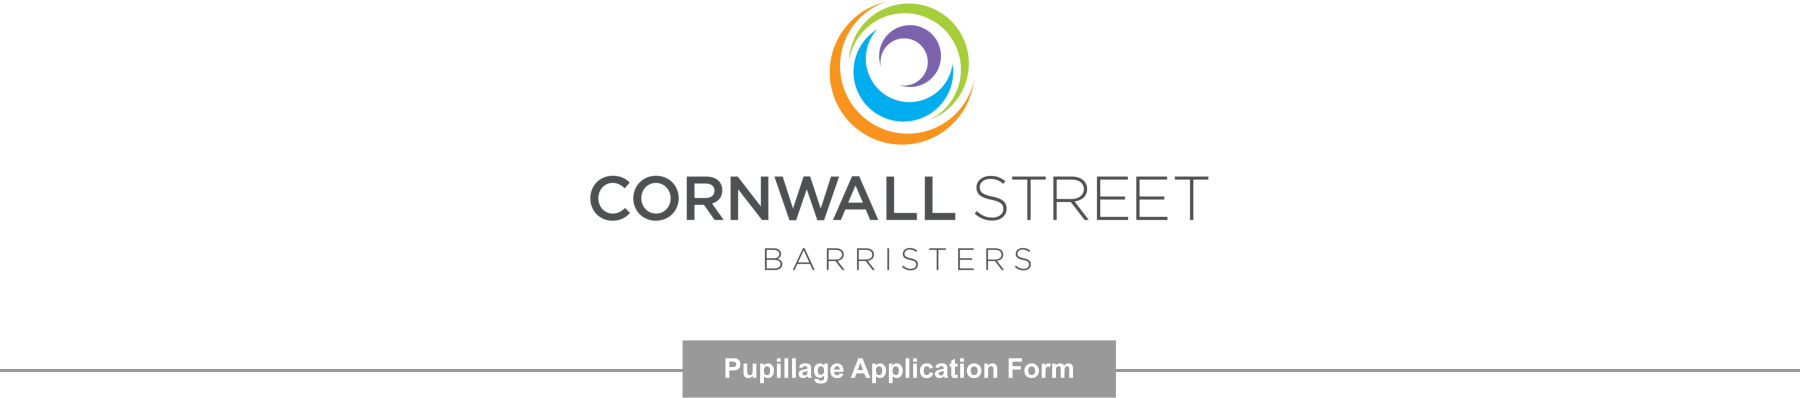 CORNWALL STREET
BARRISTERS
Pupillage Application Form